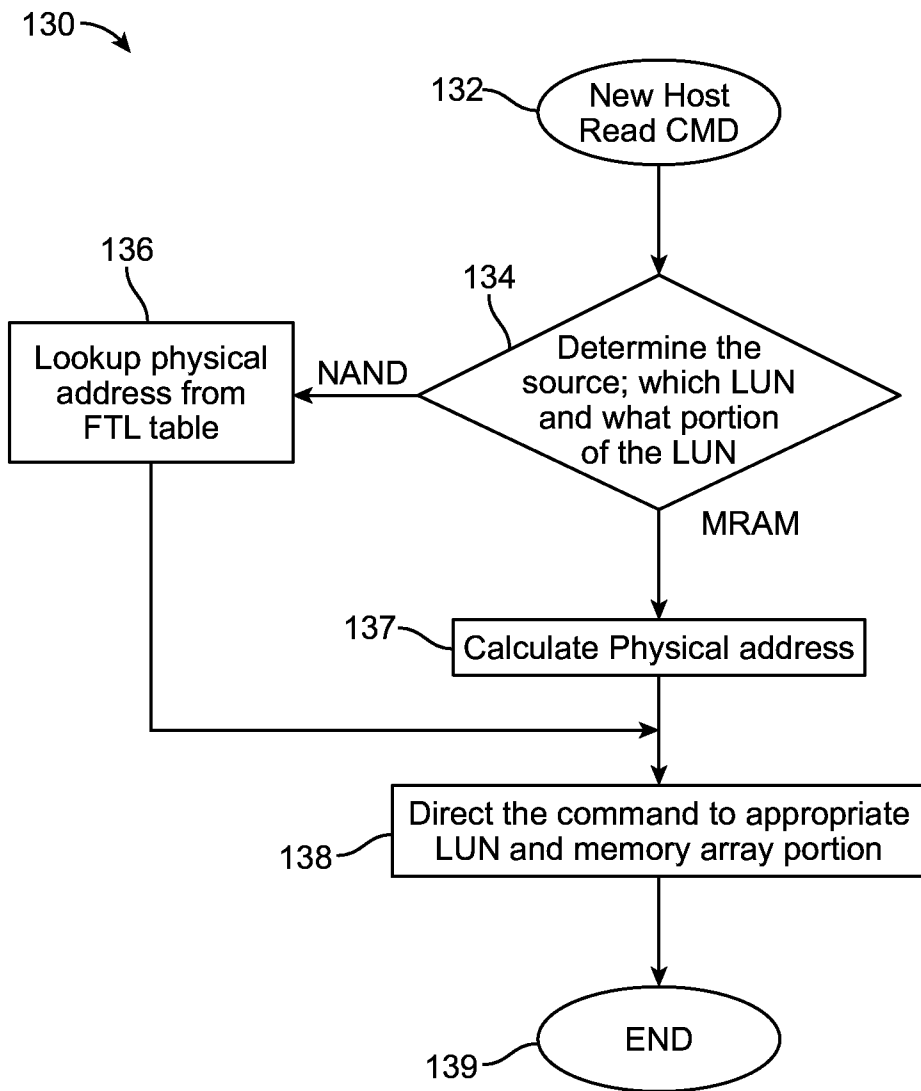 130
132
New Host
Read CMD
136
134
Lookup physical
address from
FTL table
NAND
Determine the
source; which LUN
and what portion
of the LUN
MRAM
137
Calculate Physical address
Direct the command to appropriate
LUN and memory array portion
138
END
139